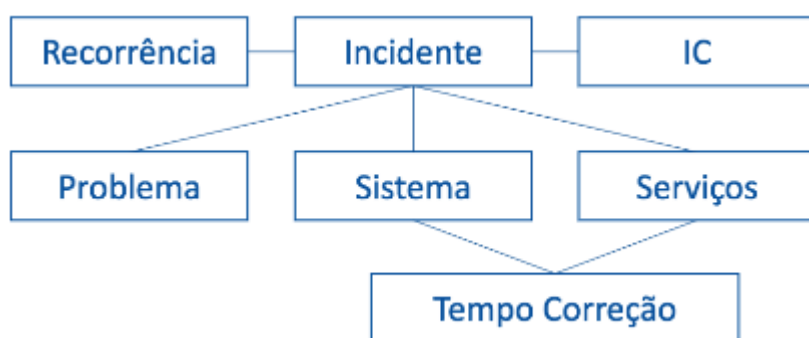 Recorrência
Incidente
IC
Problema
Sistema
Serviços
Tempo Correção